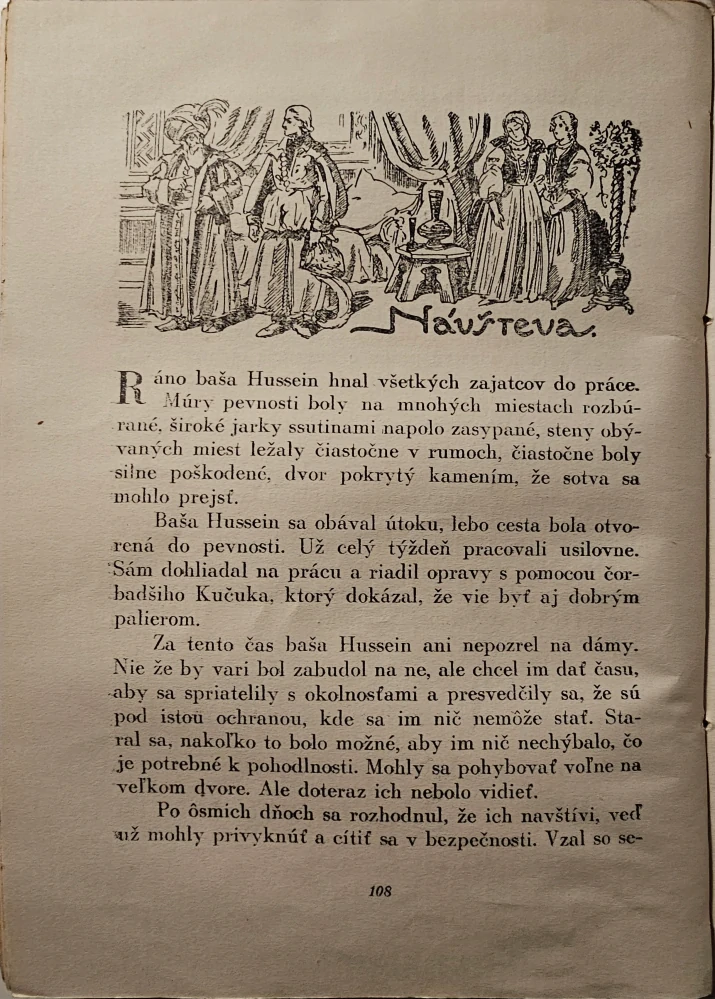 Návšteva.
Ráno baša Hussein hnal všetkých zajatcov do práce.
Múry pevnosti boly na mnohých miestach rozbú-
rané, široké jarky ssutinami napolo zasypané, steny obý-
vaných miest ležaly čiastočne v rumoch, čiastočne boly
silne poškodené, dvor pokrytý kamením, že sotva sa
mohlo prejsť.
Baša Hussein sa obával útoku, lebo cesta bola otvo-
rená do pevnosti. Už celý týždeň pracovali usilovne.
Sám dohliadal na prácu a riadil opravy s pomocou čor-
badšiho Kučuka, ktorý dokázal, že vie byť aj dobrým
palierom.
Za tento čas baša Hussein ani nepozrel na dámy.
Nie že by vari bol zabudol na ne, ale chcel im dať času,
aby sa spriatelily s okolnosťami a presvedčily sa, že sú
pod istou ochranou, kde sa im nič nemôže stať. Sta-
ral sa, nakoľko to bolo možné, aby im nič nechýbalo, čo
je potrebné k pohodlnosti. Mohly sa pohybovať voľne na
veľkom dvore. Ale doteraz ich nebolo vidieť.
Po ôsmich dňoch sa rozhodnul, že ich navštívi, veď
už mohly privyknúť a cítiť sa v bezpečnosti. Vzal so se-
108